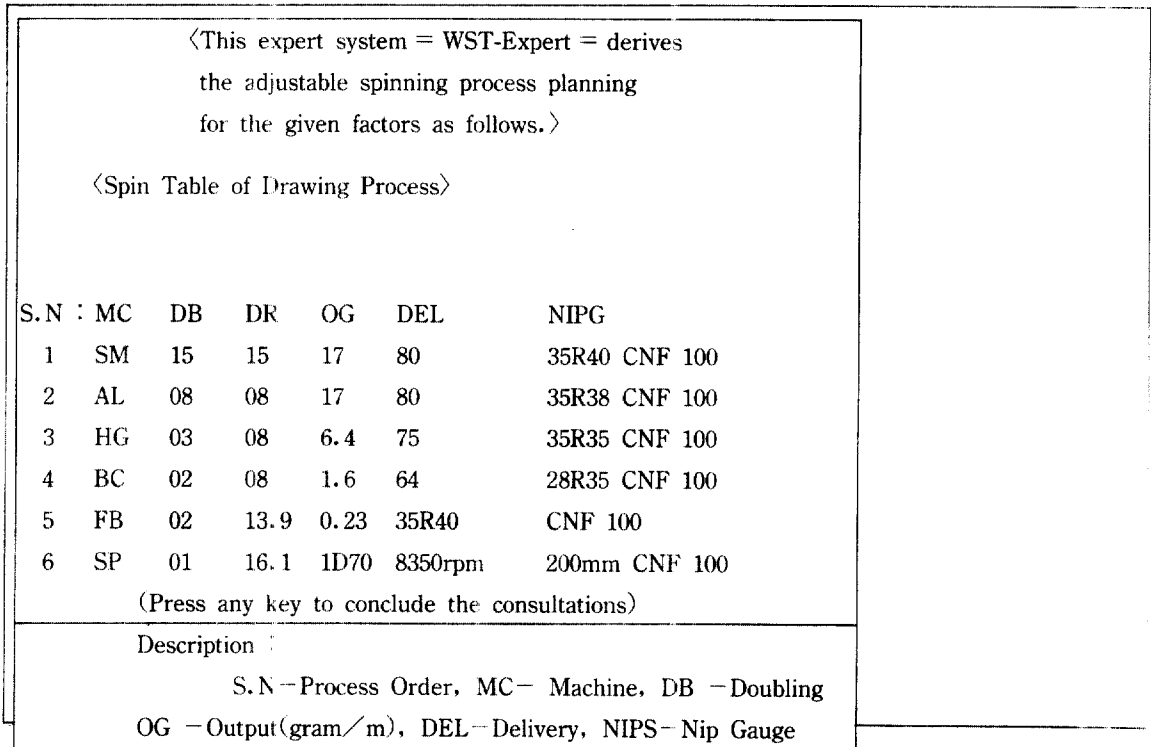 〈This expert system = WST-Expert = derives
the adjustable spinning process planning
for the given factors as follows.〉
〈Spin Table of Drawing Process〉
S.N : MC DB DR OG DEL NIPG
1 SM 15 15 17 80 35R40 CNF 100
2 AL 08 08 17 80 35R38 CNF 100
3 HG 03 08 6.4 75 35R35 CNF 100
4 BC 02 08 1.6 64 28R35 CNF 100
5 FB 02 13.9 0.23 35R40 CNF 100
6 SP 01 16.1 1D70 8350rpm 200mm CNF 100
(Press any key to conclude the consultations)
Description :
S.N-Process Order, MC- Machine, DB -Doubling
OG -Output(gram/m), DEL-Delivery, NIPS-Nip Gauge